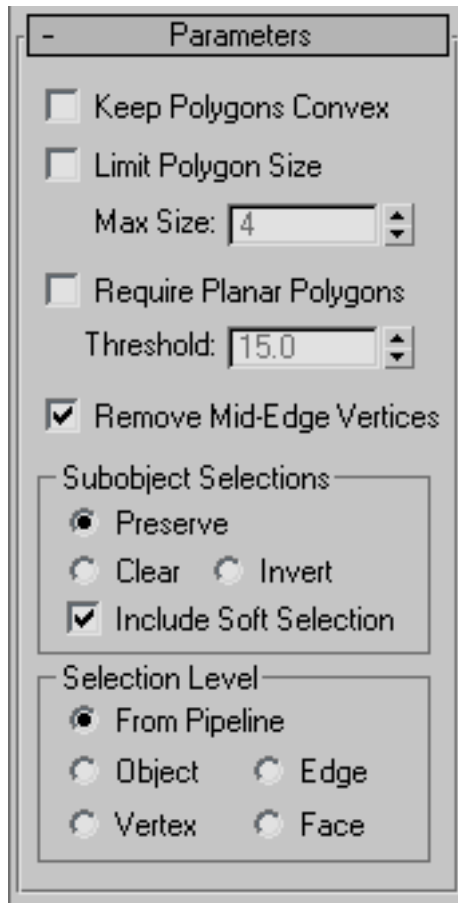 - Parameters
Keep Polygons Convex
Limit Polygon Size
Max Size: 4
Require Planar Polygons
Threshold: 15.0
Remove Mid-Edge Vertices
Subobject Selections
Preserve
Clear Invert
Include Soft Selection
Selection Level
From Pipeline
Object Edge
Vertex Face